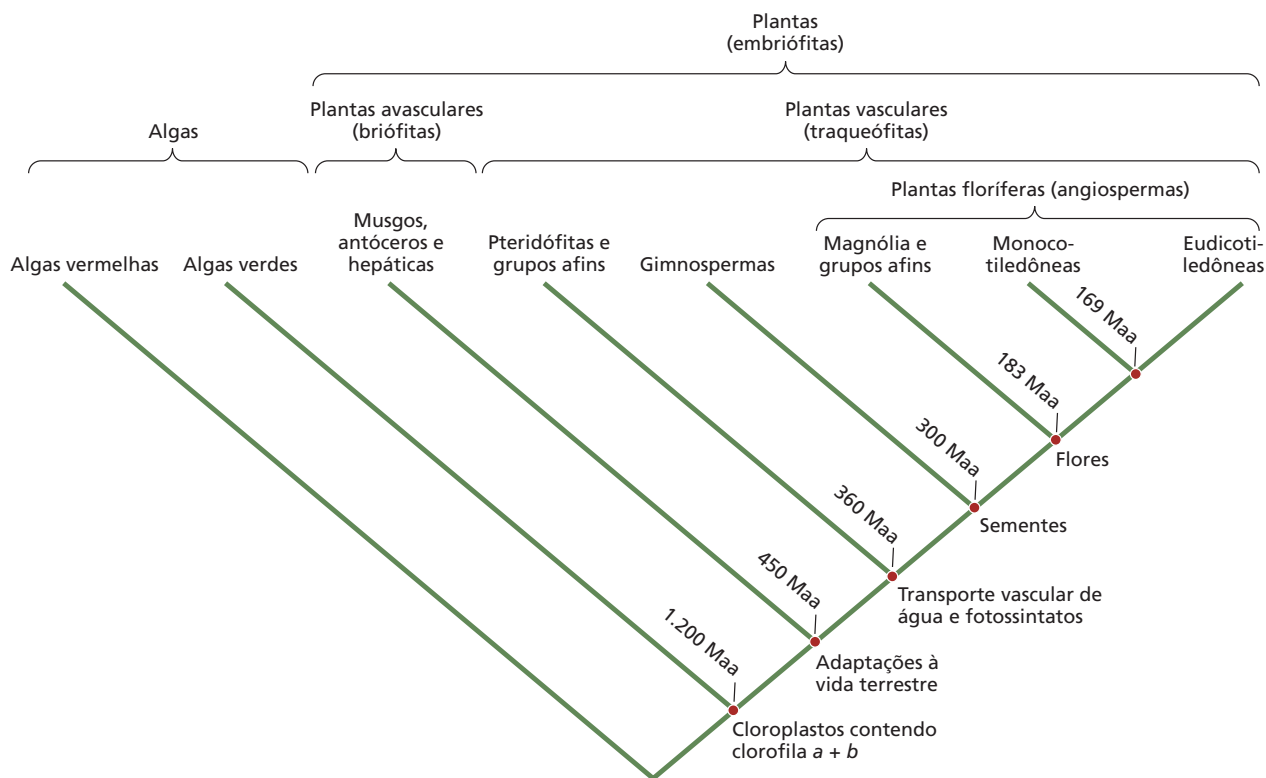 Plantas
(embriófitas)
Algas
Plantas avasculares
(briófitas)
Plantas vasculares
(traqueófitas)
Plantas floríferas (angiospermas)
Algas vermelhas
Algas verdes
Musgos,
antóceros e
hepáticas
Pteridófitas e
grupos afins
Gimnospermas
Magnólia e
grupos afins
Monoco-
tiledôneas
Eudicoti-
ledôneas
169 Maa
183 Maa
Flores
300 Maa
Sementes
360 Maa
Transporte vascular de
água e fotossintatos
450 Maa
Adaptações à
vida terrestre
1.200 Maa
Cloroplastos contendo
clorofila a + b